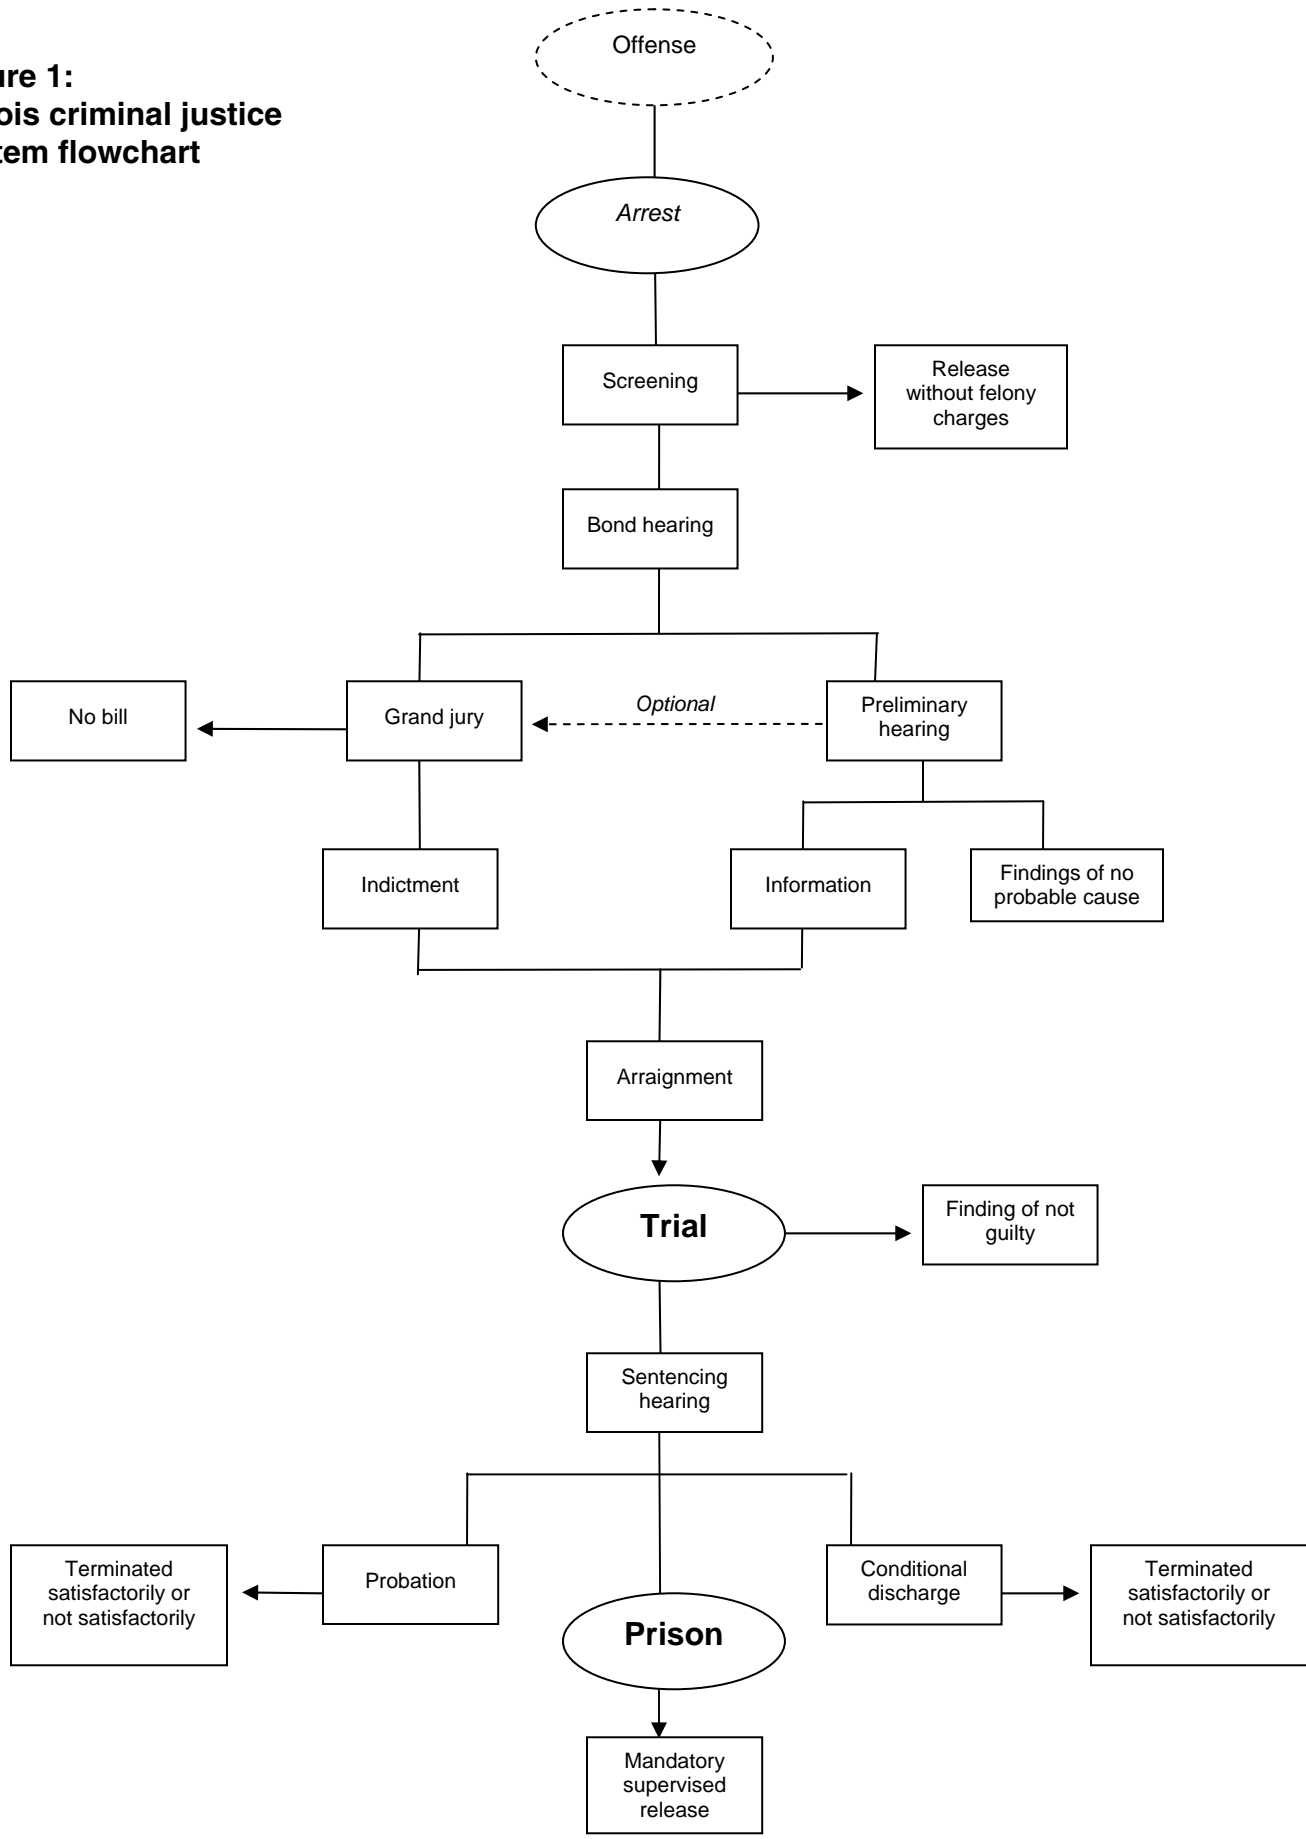 ure 1:
ois criminal justice
tem flowchart
Offense
Arrest
Screening
Release
without felony
charges
Bond hearing
No bill
Grand jury
Optional
Preliminary
hearing
Indictment
Information
Findings of no
probable cause
Arraignment
Trial
Finding of not
guilty
Sentencing
hearing
Terminated
satisfactorily or
not satisfactorily
Probation
Prison
Conditional
discharge
Terminated
satisfactorily or
not satisfactorily
Mandatory
supervised
release